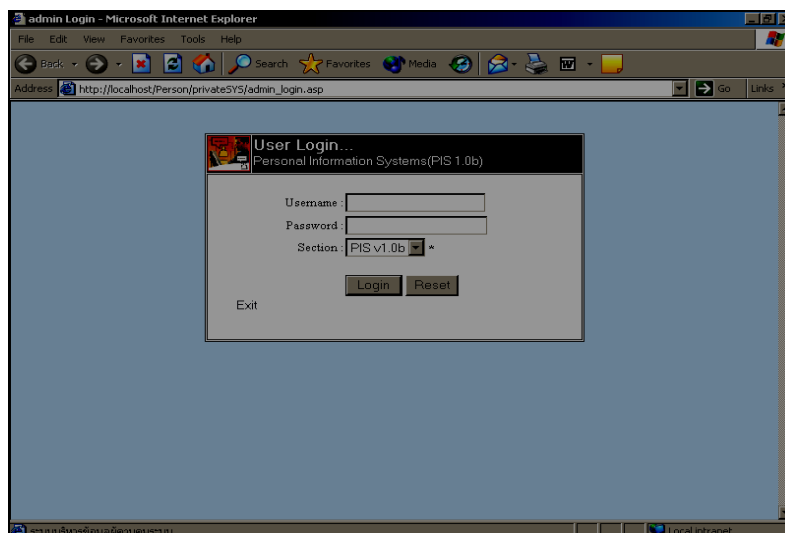 admin Login - Microsoft Internet Explorer
File Edit View Favorites Tools Help
Back Search Favorites Media
Address http://localhost/Person/privateSYS/admin_login.asp Go Links
User Login...
Personal Information Systems(PIS 1.0b)
Username :
Password :
Section : PIS v1.0b *
Login Reset
Exit
Local intranet